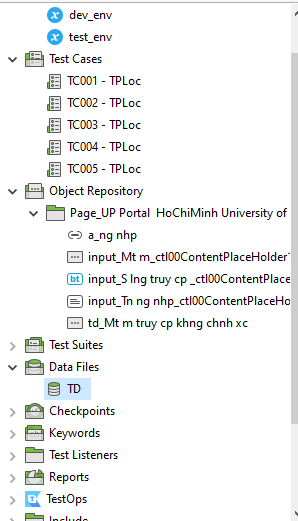 dev_env
test_env
Test Cases
TC001 - TPLoc
TC002 - TPLoc
TC003 - TPLoc
TC004 - TPLoc
TC005 - TPLoc
Object Repository
Page_UP Portal HoChiMinh University of
a_ng nhp
input_Mt m_ctl00ContentPlaceHolder1
input_S lng truy cp _ctl00ContentPlace
input_Tn ng nhp_ctl00ContentPlaceHo
td_Mt m truy cp khng chnh xc
Test Suites
Data Files
TD
Checkpoints
Keywords
Test Listeners
Reports
TestOps
Include